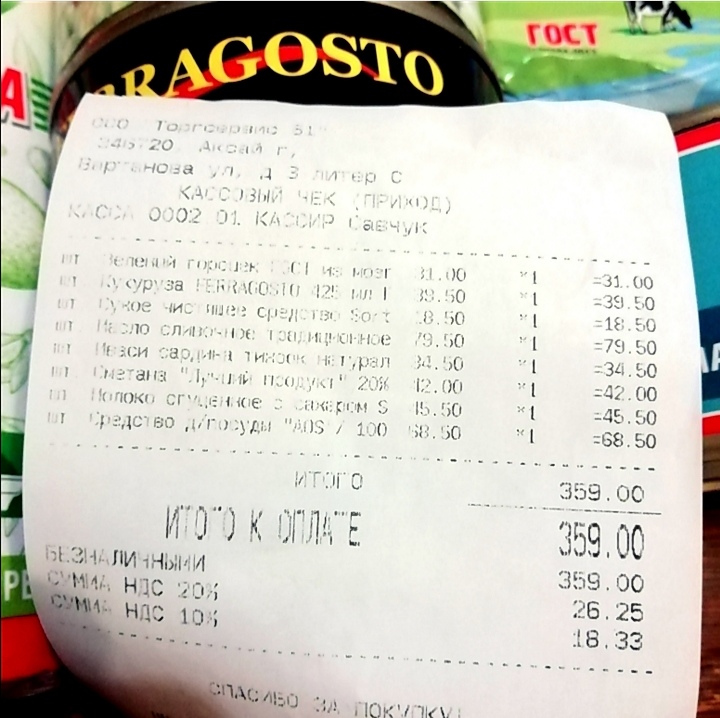 RRAGOSTO
ГОСТ
А
ООО "Торгсервис 61"
346720, Аксай г,
Вартанова ул, д 3 литер С
КАССОВЫЙ ЧЕК (ПРИХОД)
КАССА 0002 01 КАССИР Савчук
шт Зеленый горошек ГОСТ из мозг 31.00 *1 =31.00
шт Кукуруза FERRAGOSTO 425 мл Г 39.50 *1 =39.50
шт Сухое чистящее средство Sort 18.50 *1 =18.50
шт Масло сливочное традиционное 79.50 *1 =79.50
шт Иваси сардина тихоок натурал 34.50 *1 =34.50
шт Сметана "Лучший продукт" 20% 42.00 *1 =42.00
шт Молоко сгущенное с сахаром S 45.50 *1 =45.50
шт Средство д/посуды "AOS"/ 100 68.50 *1 =68.50
ИТОГО 359.00
ИТОГО К ОПЛАТЕ 359.00
БЕЗНАЛИЧНЫМИ 359.00
СУММА НДС 20% 26.25
СУММА НДС 10% 18.33
СПАСИБО ЗА ПОКУПКУ!